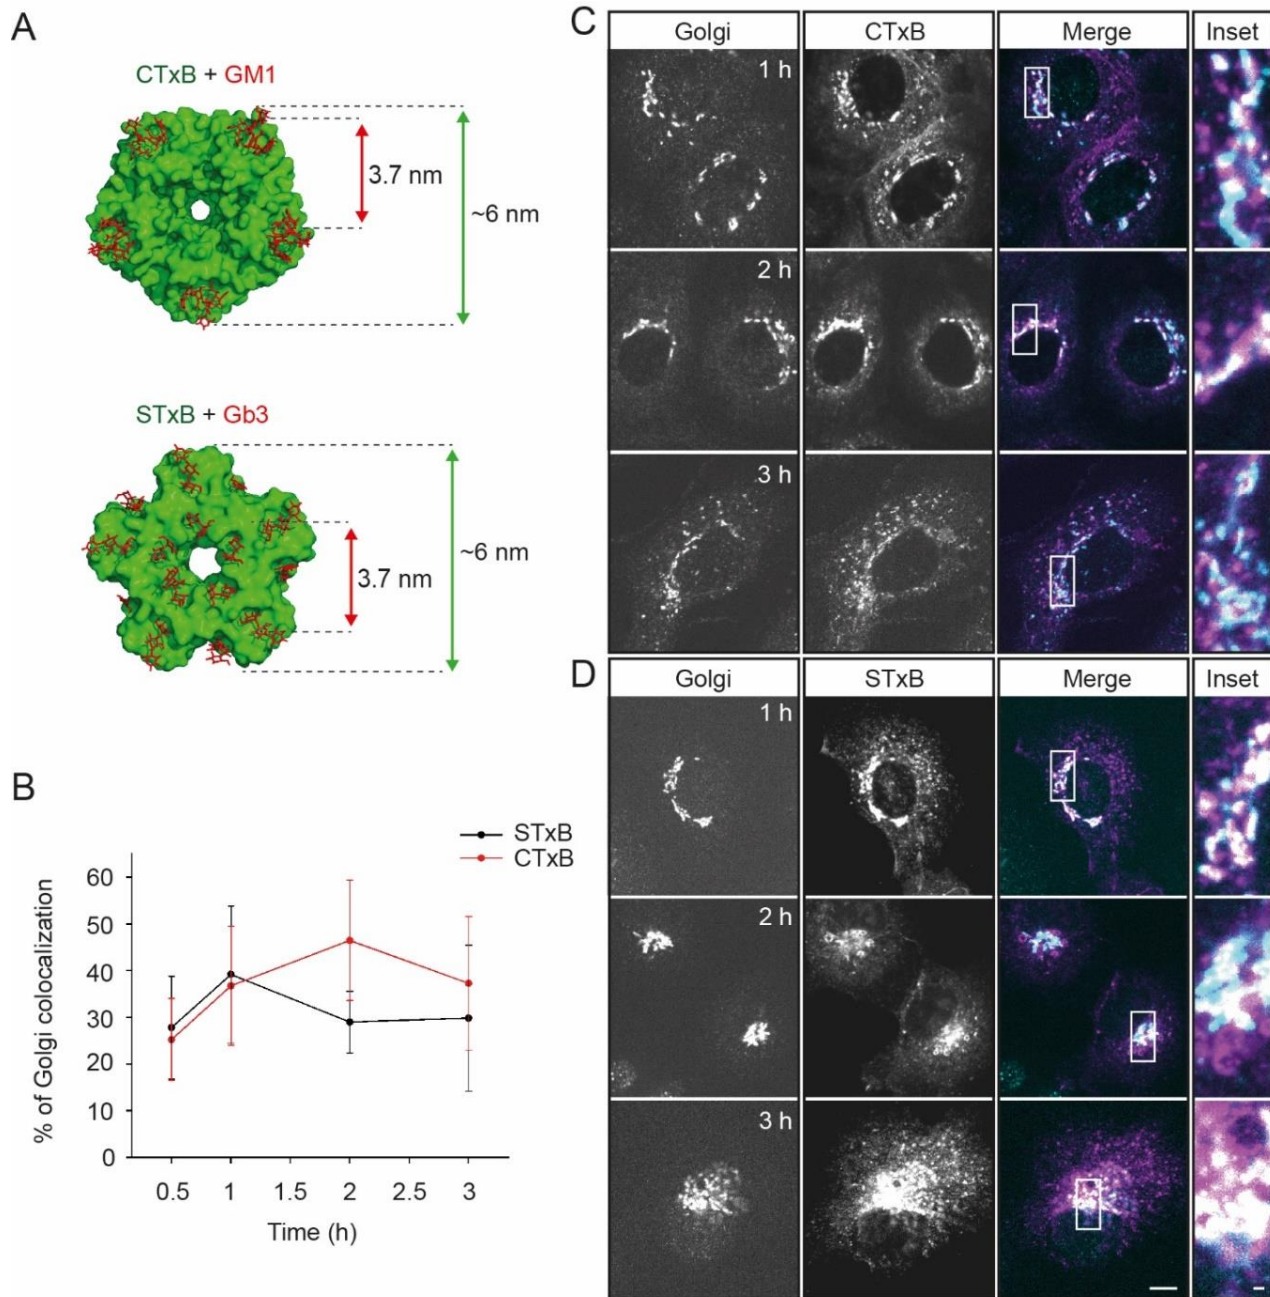 A
CTxB + GM1
3.7 nm
~6 nm
STxB + Gb3
3.7 nm
~6 nm
B
STxB
CTxB
% of Golgi colocalization
60
50
40
30
20
10
0
0.5 1 1.5 2 2.5 3
Time (h)
C
Golgi CTxB Merge Inset
1 h
2 h
3 h
D
Golgi STxB Merge Inset
1 h
2 h
3 h